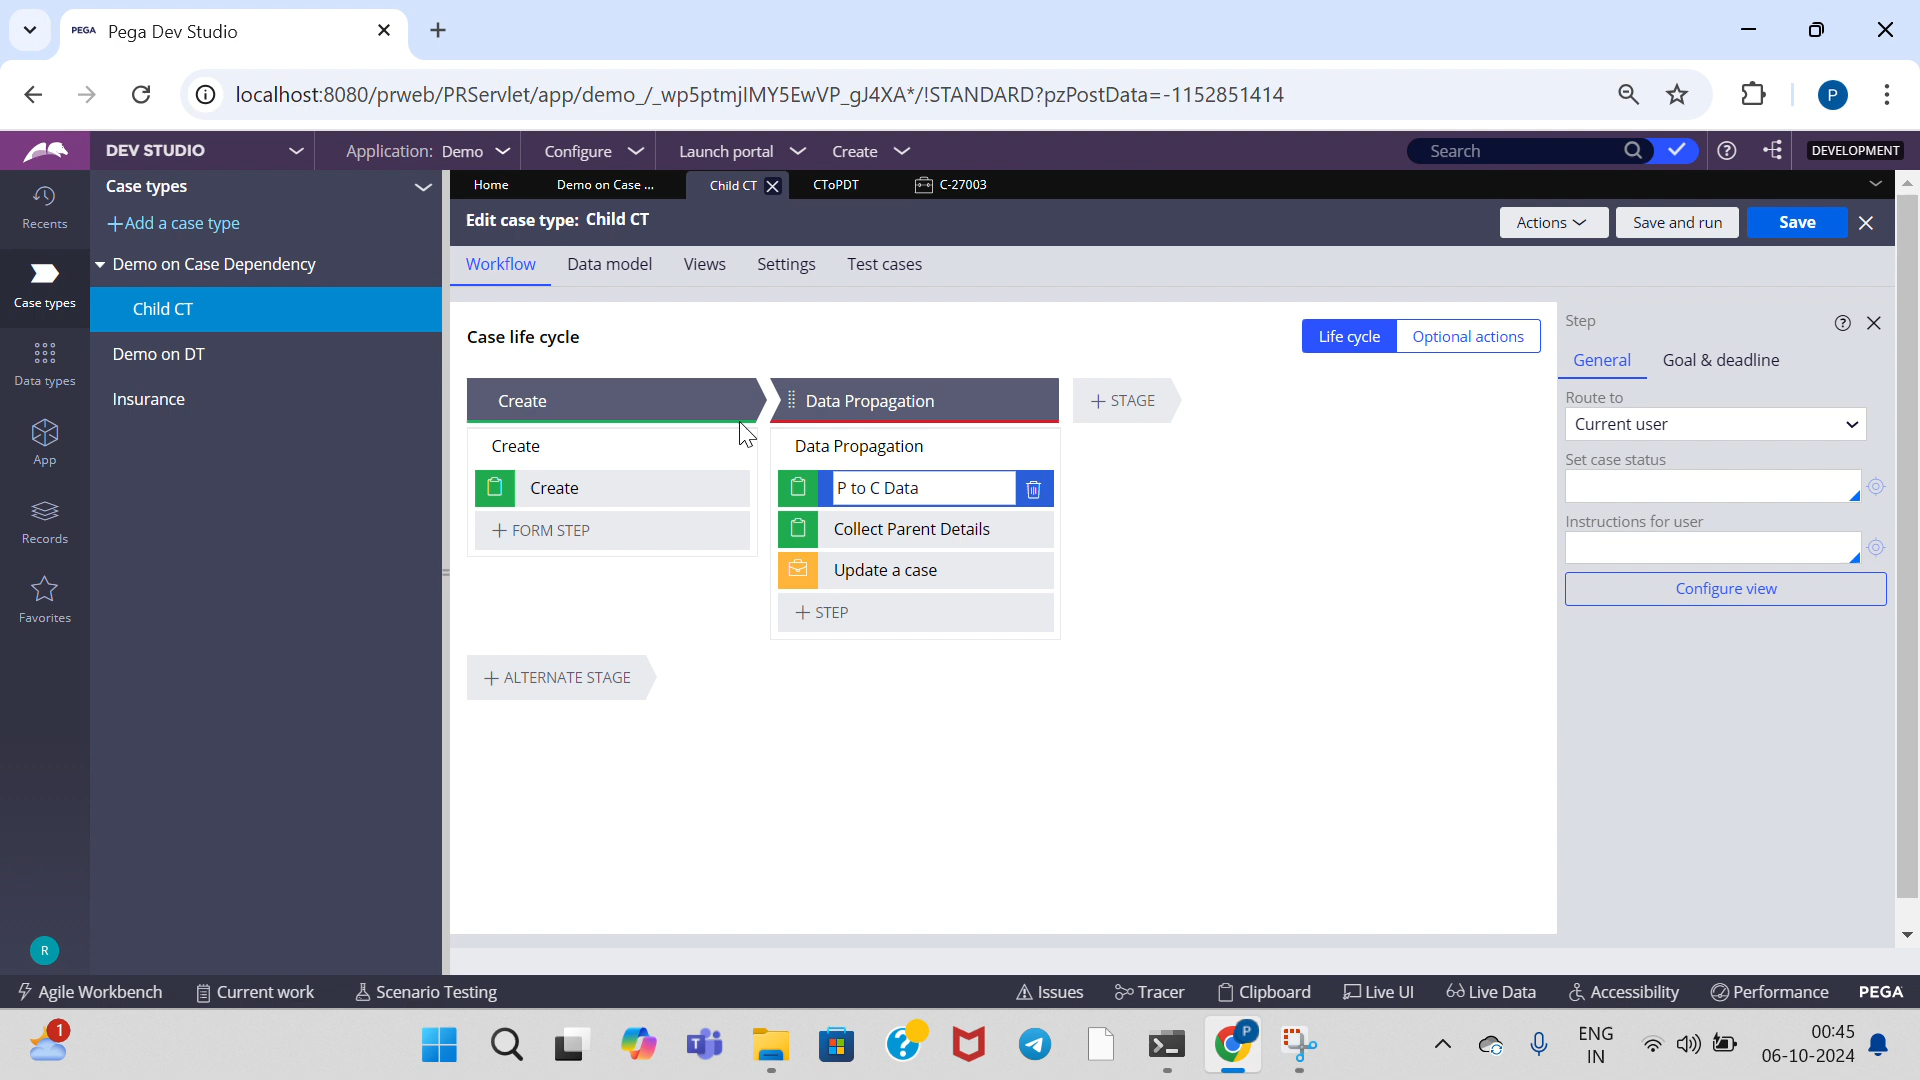 PEGA Pega Dev Studio
localhost:8080/prweb/PRServlet/app/demo_/_wp5ptmjIMY5EwVP_gJ4XA*/!STANDARD?pzPostData=-1152851414
P
DEV STUDIO
Application: Demo
Configure
Launch portal
Create
Search
DEVELOPMENT
Recents
Case types
Data types
App
Records
Favorites
R
Case types
+Add a case type
Demo on Case Dependency
Child CT
Demo on DT
Insurance
Home
Demo on Case ...
Child CT
CToPDT
C-27003
Edit case type: Child CT
Actions
Save and run
Save
Workflow
Data model
Views
Settings
Test cases
Case life cycle
Life cycle
Optional actions
Create
Data Propagation
+ STAGE
Create
Create
+ FORM STEP
Data Propagation
P to C Data
Collect Parent Details
Update a case
+ STEP
+ ALTERNATE STAGE
Step
General
Goal & deadline
Route to
Current user
Set case status
Instructions for user
Configure view
Agile Workbench
Current work
Scenario Testing
Issues
Tracer
Clipboard
Live UI
Live Data
Accessibility
Performance
PEGA
1
P
ENG
IN
00:45
06-10-2024